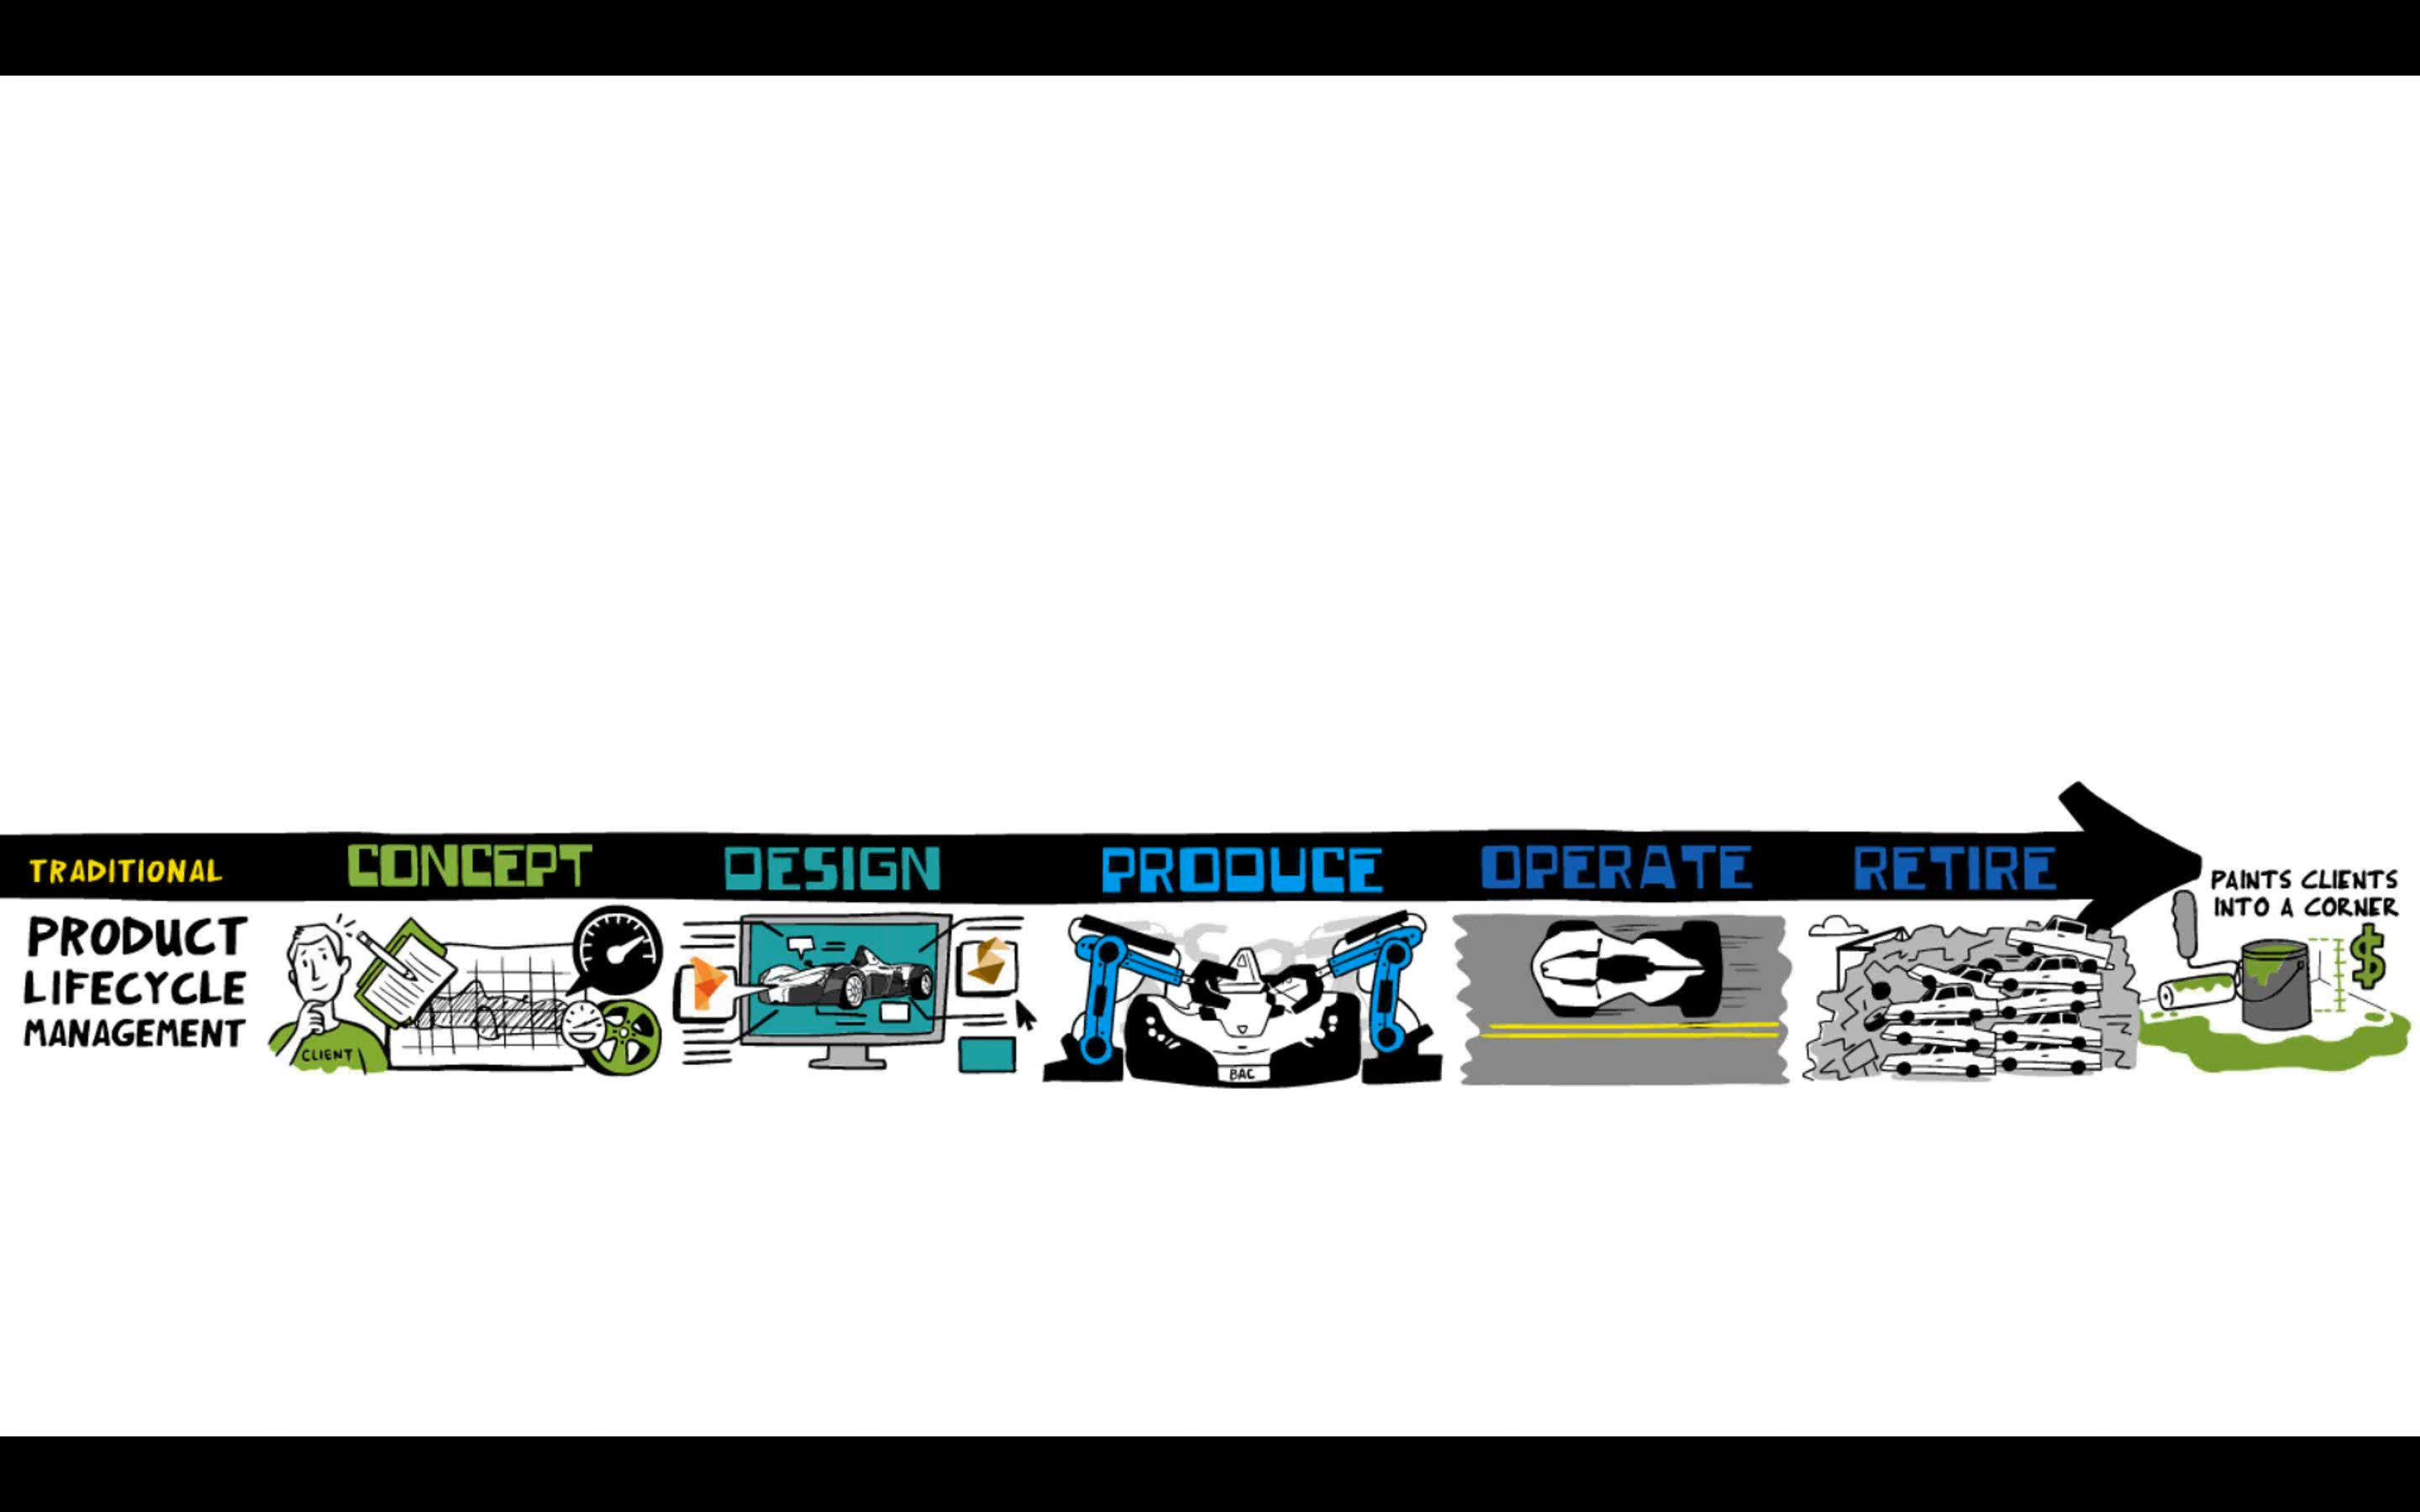 TRADITIONAL
CONCEPT
DESIGN
PRODUCE
OPERATE
RETIRE
PRODUCT
LIFECYCLE
MANAGEMENT
CLIENT
BAC
PAINTS CLIENTS
INTO A CORNER
$